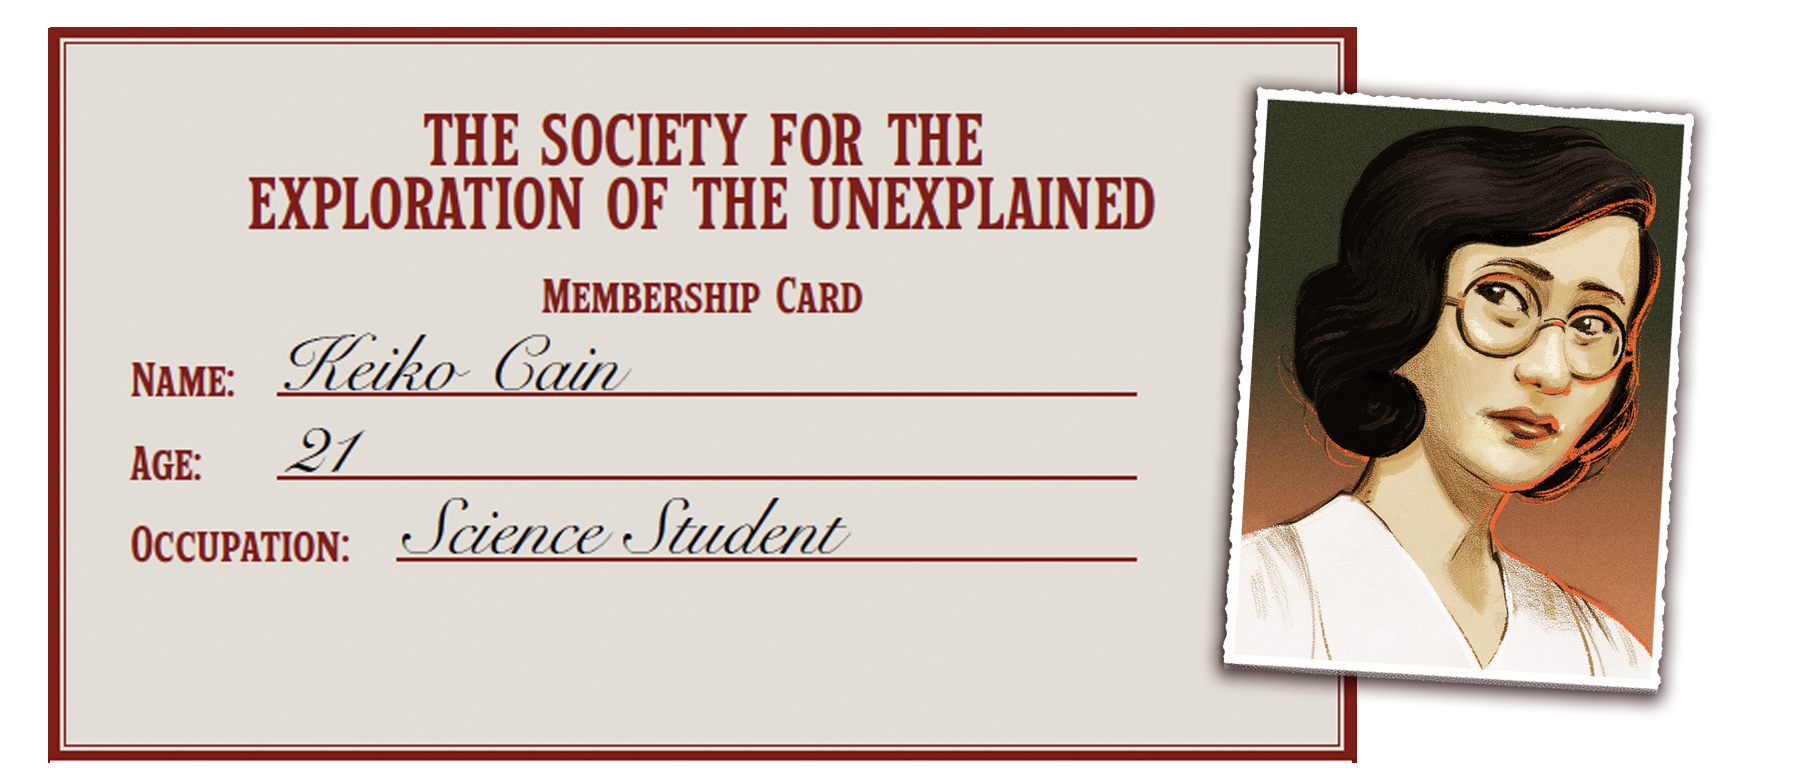 THE SOCIETY FOR THE
EXPLORATION OF THE UNEXPLAINED
MEMBERSHIP CARD
NAME: Keiko Cain
AGE: 21
OCCUPATION: Science Student